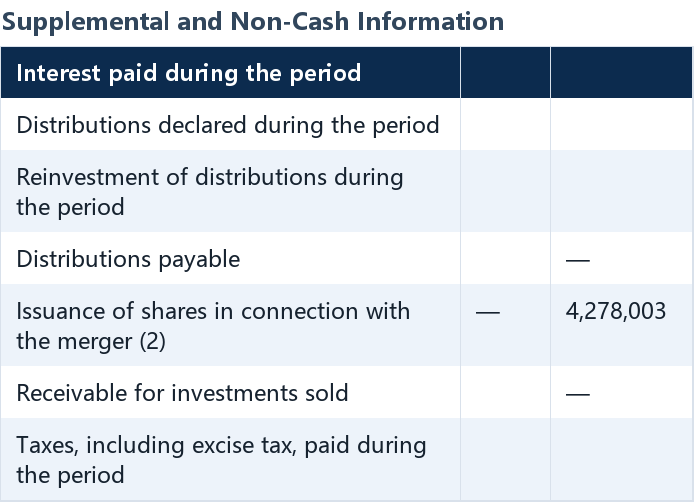 Supplemental and Non-Cash Information
Interest paid during the period
Distributions declared during the period
Reinvestment of distributions during
the period
Distributions payable —
Issuance of shares in connection with
the merger (2) — 4,278,003
Receivable for investments sold —
Taxes, including excise tax, paid during
the period